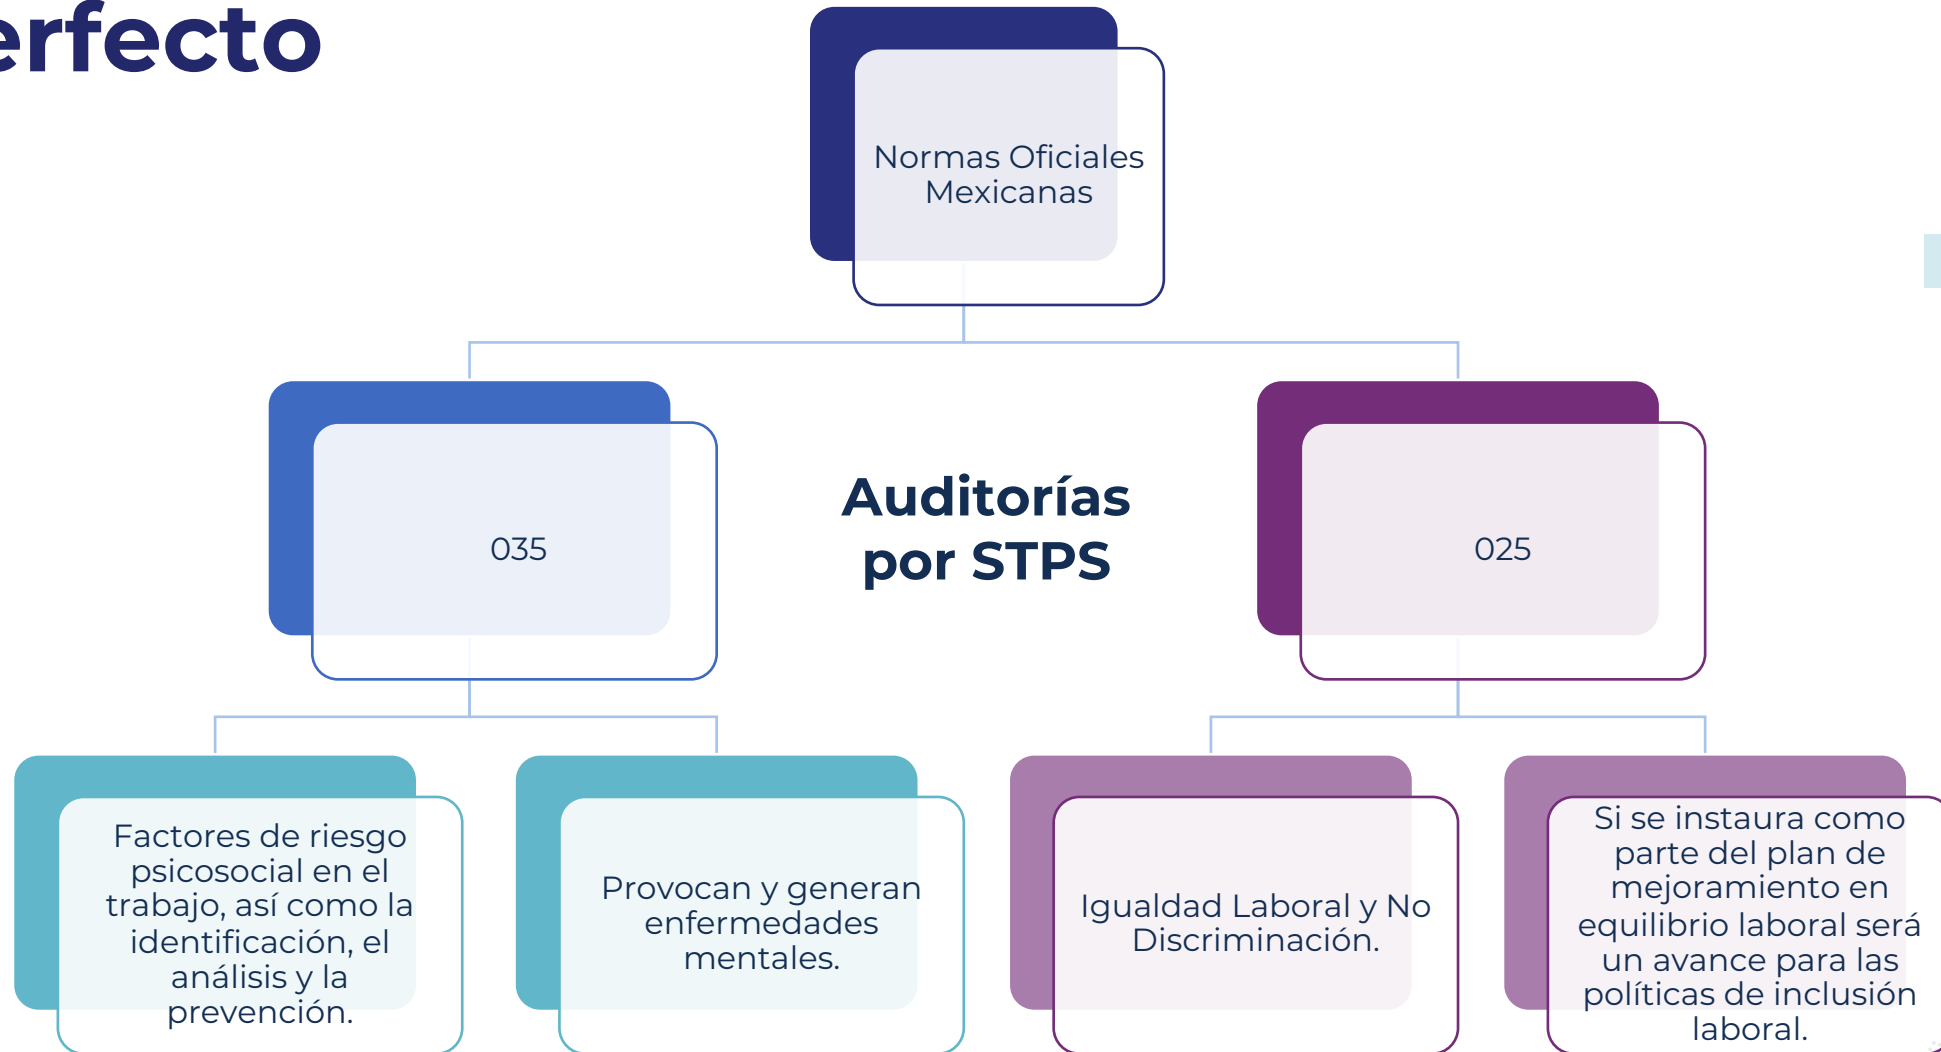 erfecto
Normas Oficiales
Mexicanas
035
Auditorías
por STPS
025
Factores de riesgo
psicosocial en el
trabajo, así como la
identificación, el
análisis y la
prevención.
Provocan y generan
enfermedades
mentales.
Igualdad Laboral y No
Discriminación.
Si se instaura como
parte del plan de
mejoramiento en
equilibrio laboral será
un avance para las
políticas de inclusión
laboral.